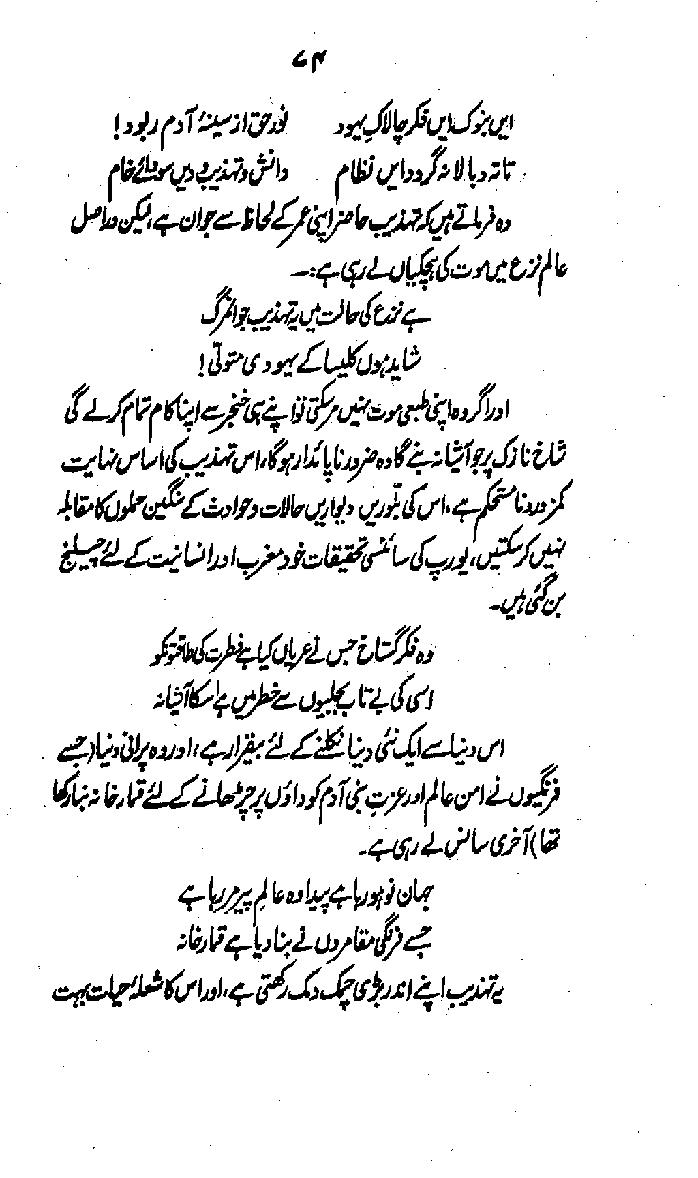 ۷۴
ایں بنوک ایں فکر چالاکِ یہود نورِ حق از سینۂ آدم ربود!
تا تہ و بالا نہ گردد ایں نظام دانش و تہذیب و دیں سودائے خام
وہ فرماتے ہیں کہ تہذیب حاضر اپنی عمر کے لحاظ سے جوان ہے، لیکن دراصل
عالم نزع میں موت کی ہچکیاں لے رہی ہے:۔
ہے نزع کی حالت میں یہ تہذیب جوانمرگ
شاید ہوں کلیسا کے یہودی متولی!
اور اگر وہ اپنی طبعی موت نہیں مر سکتی تو اپنے ہی خنجر سے اپنا کام تمام کرلے گی
شاخ نازک پر جو آشیانہ بنے گا وہ ضرور ناپائدار ہوگا، اس تہذیب کی اساس نہایت
کمزور و نامستحکم ہے، اس کی بلّوریں دیواریں حالات و حوادث کے سنگین حملوں کا مقابلہ
نہیں کرسکتیں، یورپ کی سائنسی تحقیقات خود مغرب اور انسانیت کے لئے چیلنج
بن گئی ہیں۔
وہ فکر گستاخ جس نے عریاں کیا ہے فطرت کی طاقتوں کو
اسی کی بے تاب بجلیوں سے خطر میں ہے اسکا آشیانہ
اس دنیا سے ایک نئی دنیا نکلنے کے لئے بیقرار ہے، اور وہ پرانی دنیا (جسے
فرنگیوں نے امن عالم اور عزتِ بنی آدم کو داؤں پر چڑھانے کے لئے قمار خانہ بنا رکھا
تھا) آخری سانس لے رہی ہے۔
جہان نو ہو رہا ہے پیدا وہ عالم پیر مر رہا ہے
جسے فرنگی مقامروں نے بنا دیا ہے قمار خانہ
یہ تہذیب اپنے اندر بڑی چمک دمک رکھتی ہے، اور اس کا شعلۂ حیات بہت